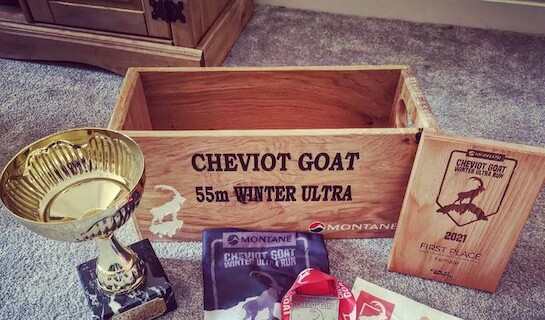 CHEVIOT GOAT
55m WINTER ULTRA
MONTANE
MONTANE
CHEVIOT GOAT
WINTER ULTRA RUN
2021
FIRST PLACE
Female
MONTANE
CHEVIOT GOAT
WINTER ULTRA RUN